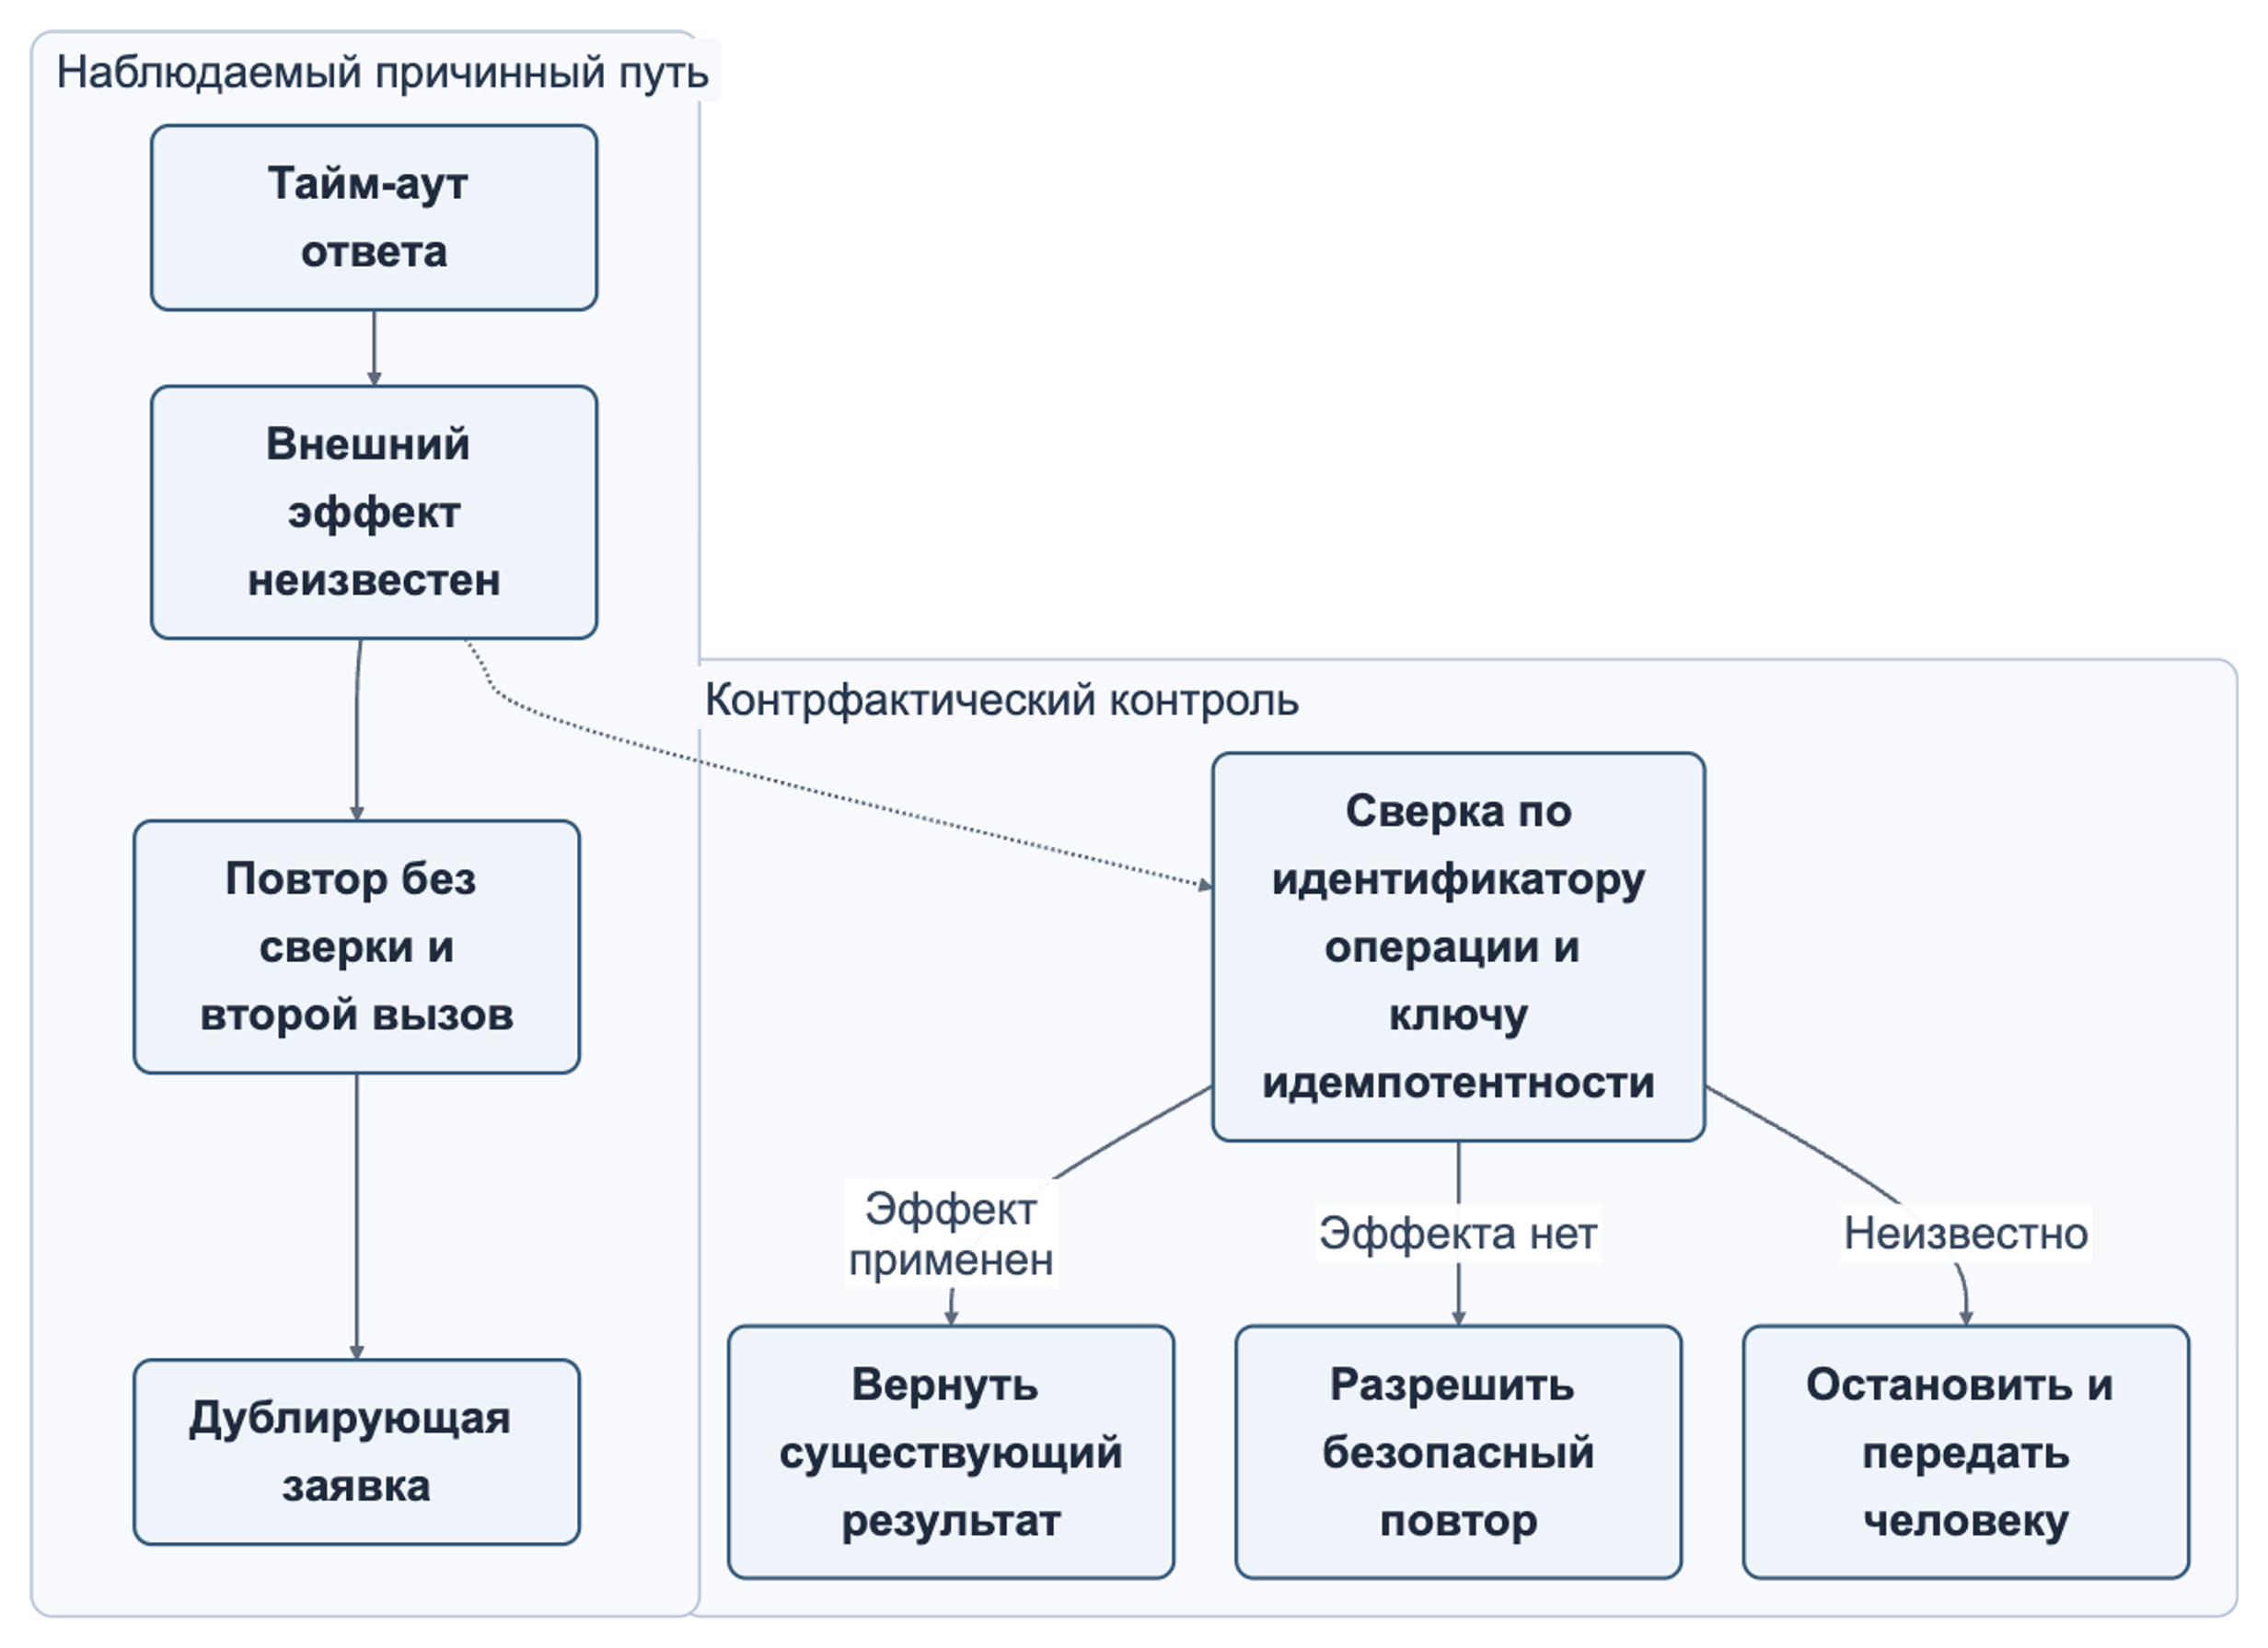 Наблюдаемый причинный путь
Тайм-аут
ответа
Внешний
эффект
неизвестен
Повтор без
сверки и
второй вызов
Дублирующая
заявка
Контрфактический контроль
Сверка по
идентификатору
операции и
ключу
идемпотентности
Эффект
применен
Эффекта нет
Неизвестно
Вернуть
существующий
результат
Разрешить
безопасный
повтор
Остановить и
передать
человеку